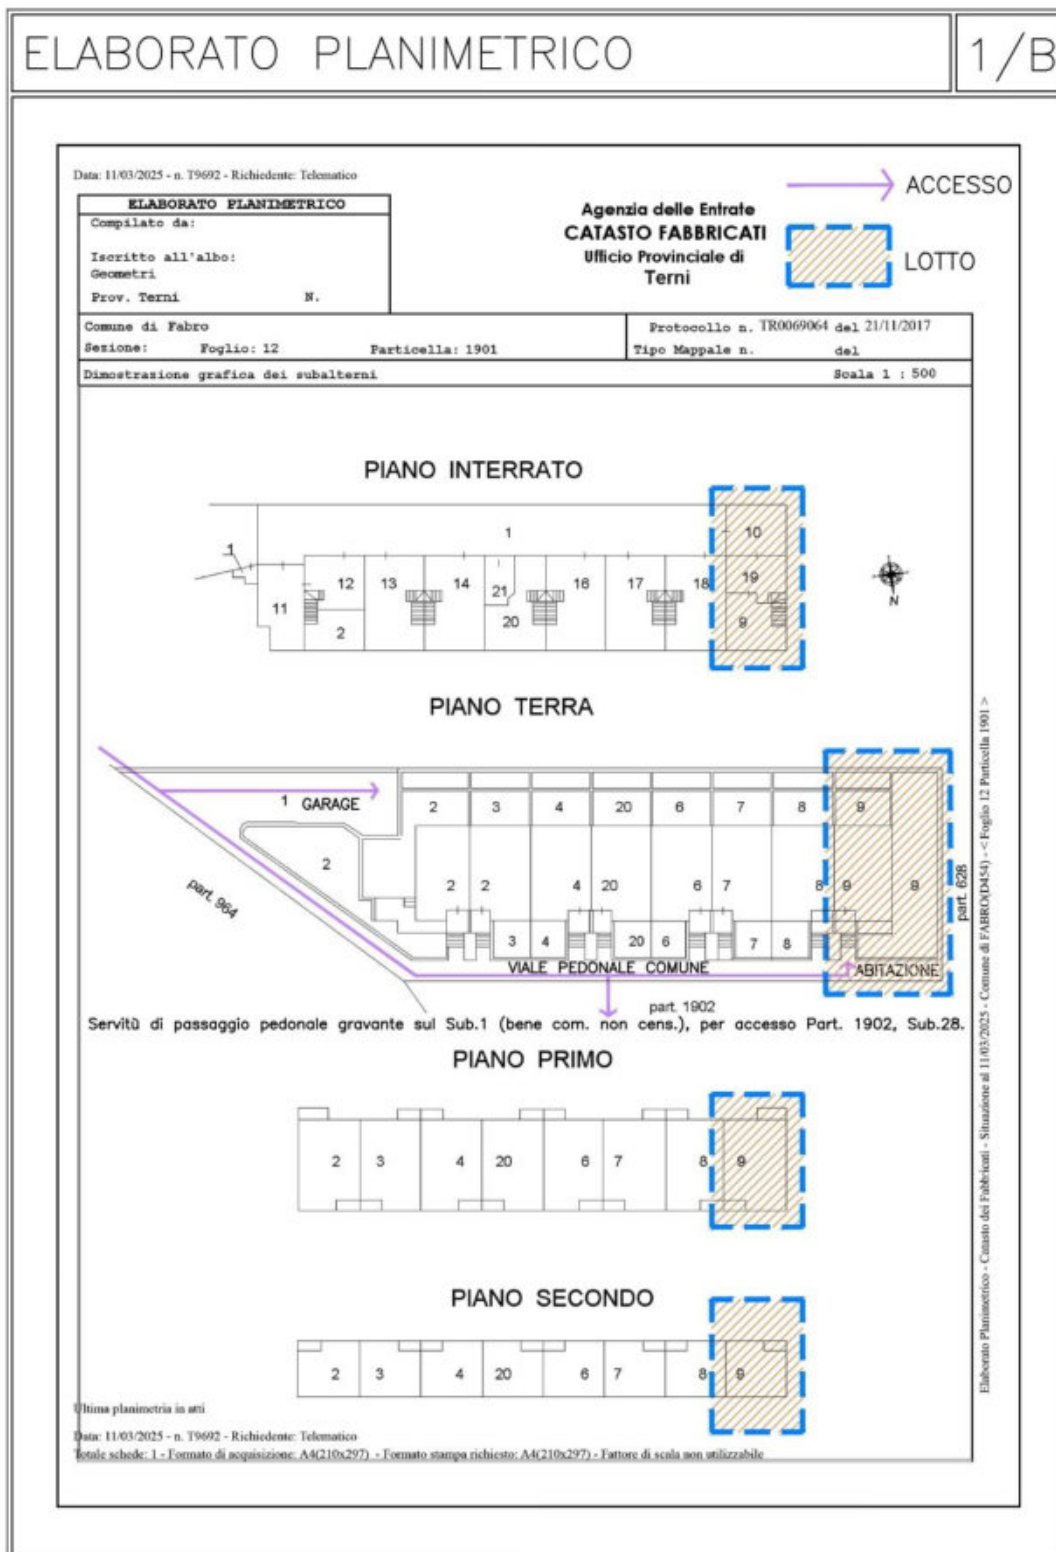 ELABORATO PLANIMETRICO
1/B
Data: 11/03/2025 - n. T9692 - Richiedente: Telematico
ACCESSO
LOTTO
ELABORATO PLANIMETRICO
Compilato da:
Iscritto all'albo:
Geometri
Prov. Terni N.
Agenzia delle Entrate
CATASTO FABBRICATI
Ufficio Provinciale di
Terni
Comune di Fabro
Sezione: Foglio: 12 Particella: 1901
Protocollo n. TR0069064 del 21/11/2017
Tipo Mappale n. del
Dimostrazione grafica dei subalterni Scala 1 : 500
PIANO INTERRATO
1 10
1
12 13 14 21 16 17 18 19
11 2 20 9
N
PIANO TERRA
1 GARAGE
2 3 4 20 6 7 8 9
2
part. 964
2 2 4 20 6 7 8 9 9
part. 628
3 4 20 6 7 8
VIALE PEDONALE COMUNE ABITAZIONE
part. 1902
Servitù di passaggio pedonale gravante sul Sub.1 (bene com. non cens.), per accesso Part. 1902, Sub.28.
PIANO PRIMO
2 3 4 20 6 7 8 9
PIANO SECONDO
2 3 4 20 6 7 8 9
Ultima planimetria in atti
Data: 11/03/2025 - n. T9692 - Richiedente: Telematico
Totale schede: 1 - Formato di acquisizione: A4(210x297) - Formato stampa richiesto: A4(210x297) - Fattore di scala non utilizzabile
Elaborato Planimetrico - Catasto dei Fabbricati - Situazione al 11/03/2025 - Comune di FABRO(D454) - < Foglio 12 Particella 1901 >